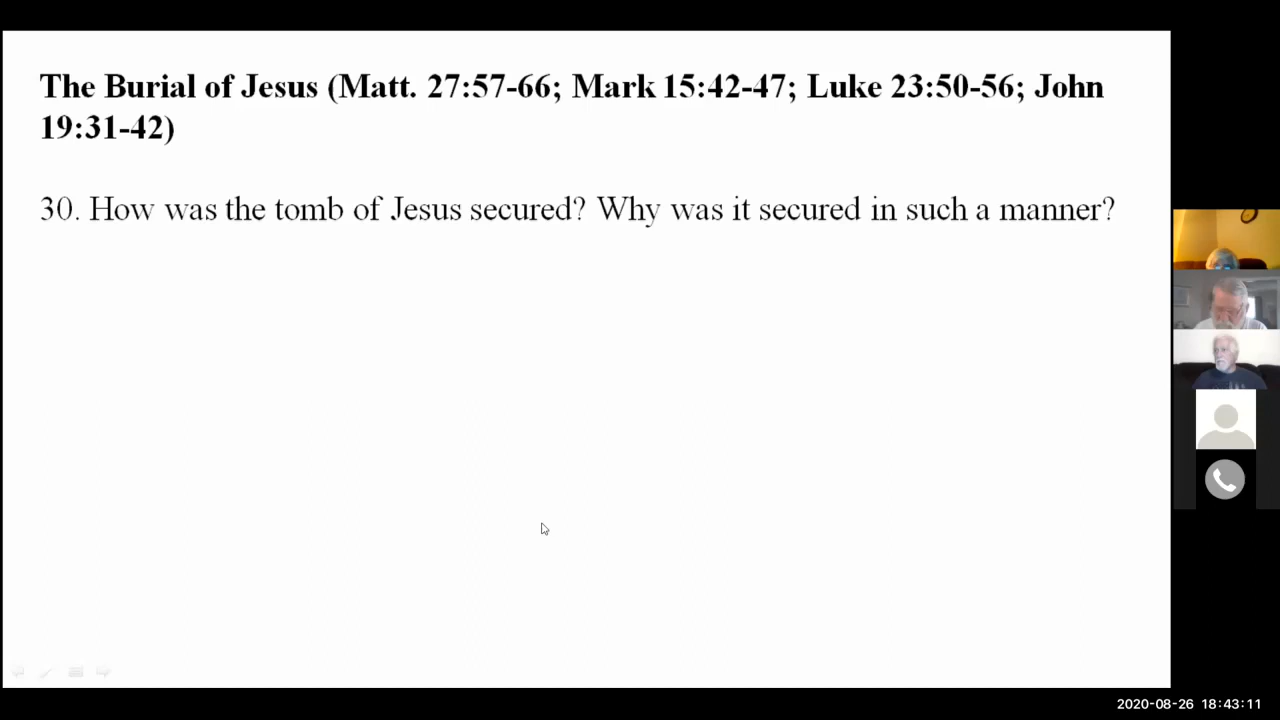 The Burial of Jesus (Matt. 27:57-66; Mark 15:42-47; Luke 23:50-56; John
19:31-42)
30. How was the tomb of Jesus secured? Why was it secured in such a manner?
2020-08-26 18:43:11